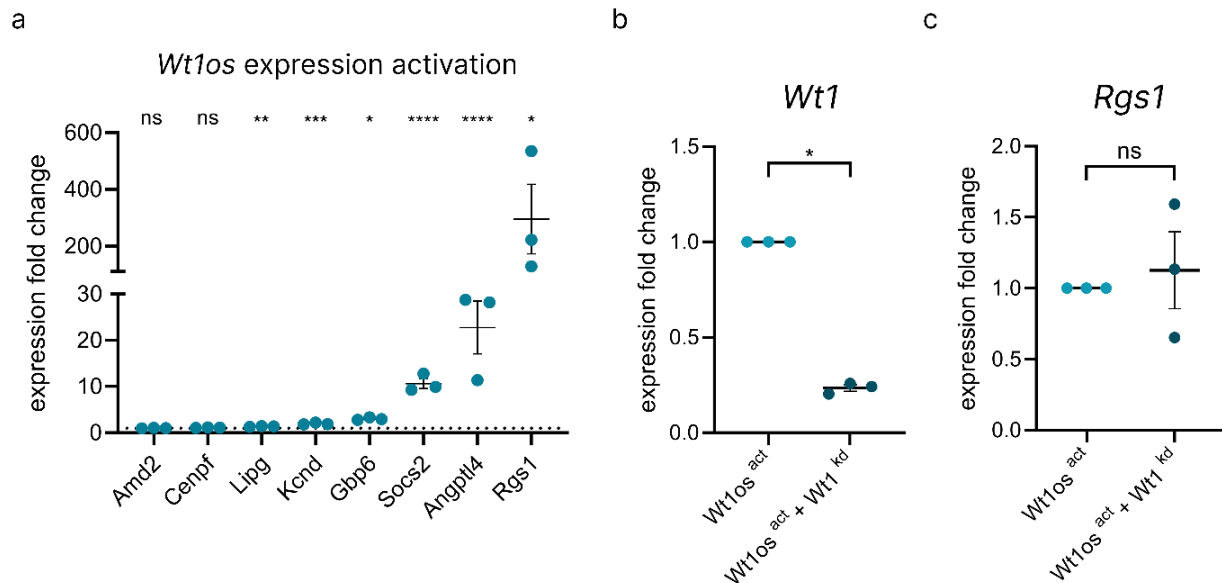 a
Wt1os expression activation
ns ns ** *** * **** **** *
600
400
200
30
20
10
0
expression fold change
Amd2 Cenpf Lipg Kcnd Gbp6 Socs2 Angptl4 Rgs1
b
Wt1
*
1.5
1.0
0.5
0.0
expression fold change
Wt1os act
Wt1os act + Wt1 kd
c
Rgs1
ns
2.0
1.5
1.0
0.5
0.0
expression fold change
Wt1os act
Wt1os act + Wt1 kd